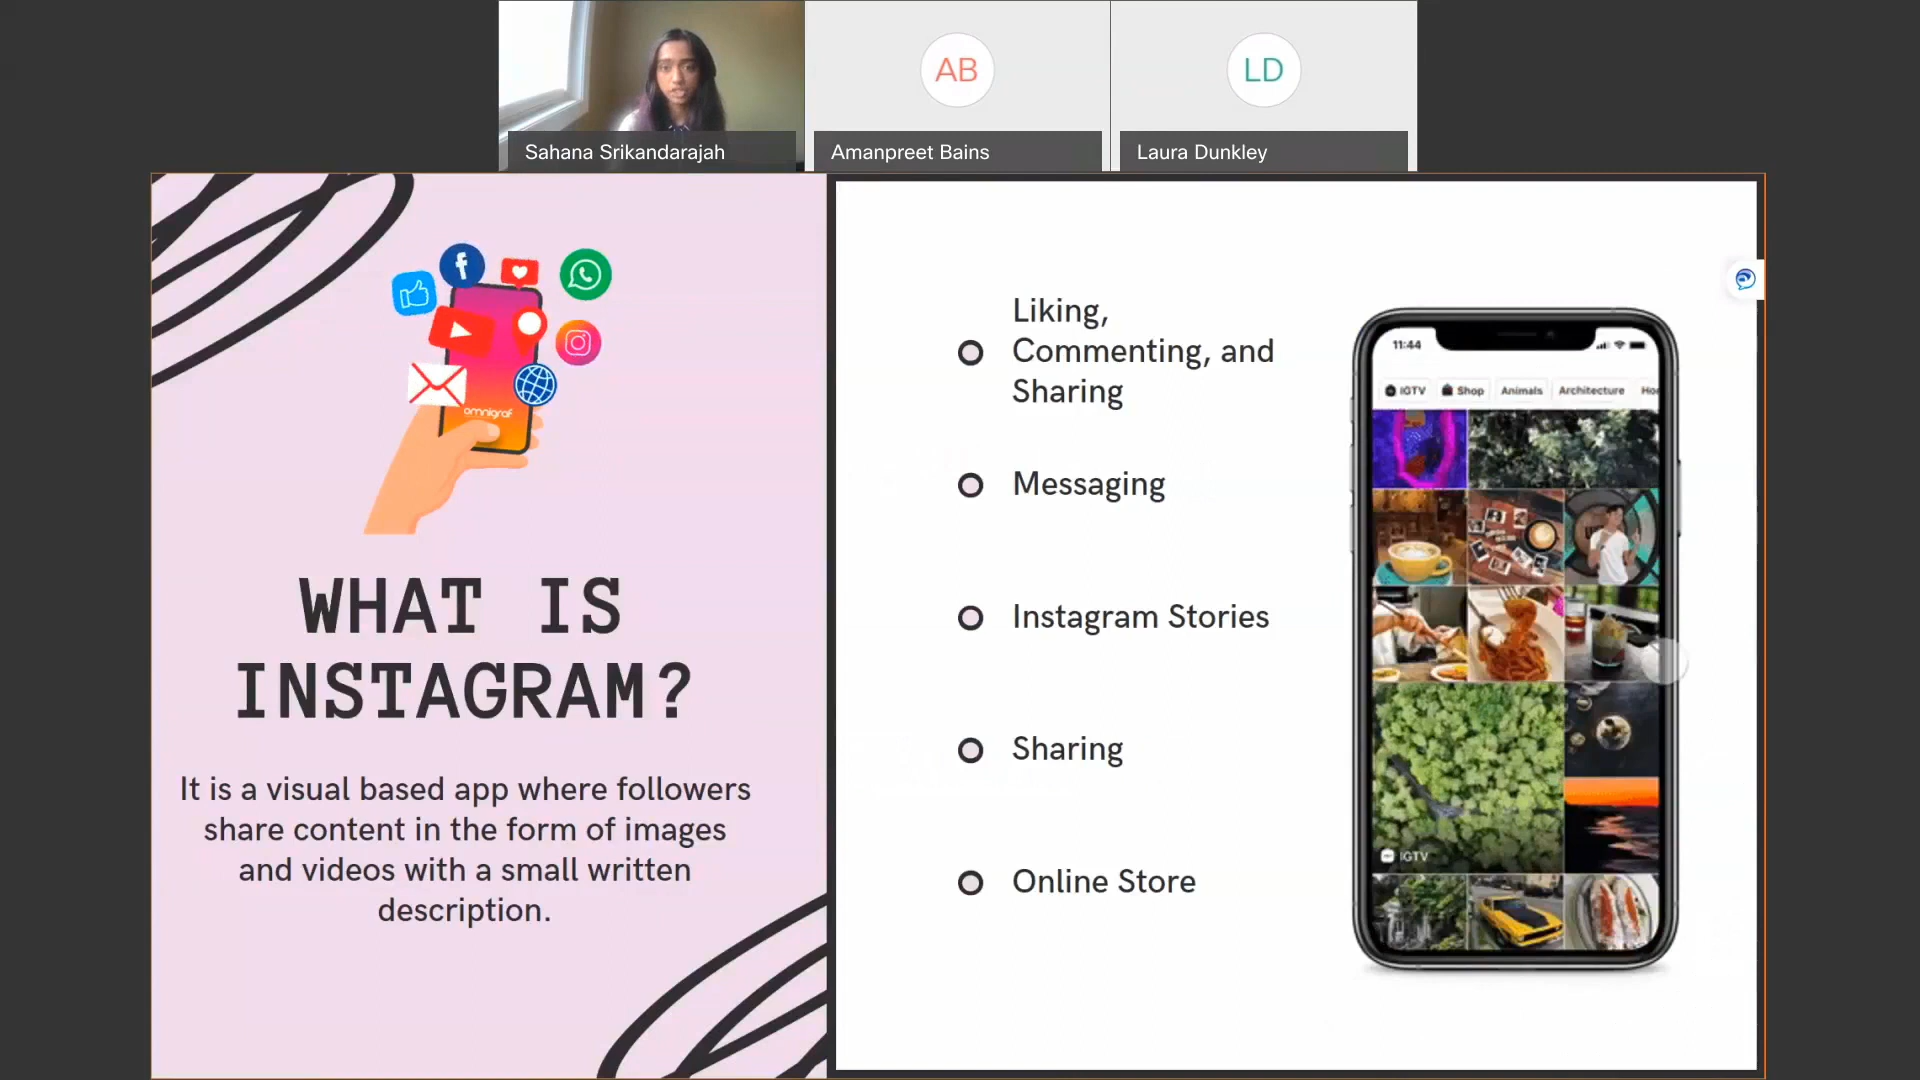 AB
LD
Sahana Srikandarajah
Amanpreet Bains
Laura Dunkley
omnigraf
WHAT IS
INSTAGRAM?
It is a visual based app where followers
share content in the form of images
and videos with a small written
description.
Liking,
Commenting, and
Sharing
Messaging
Instagram Stories
Sharing
Online Store
11:44
IGTV Shop Animals Architecture
IGTV